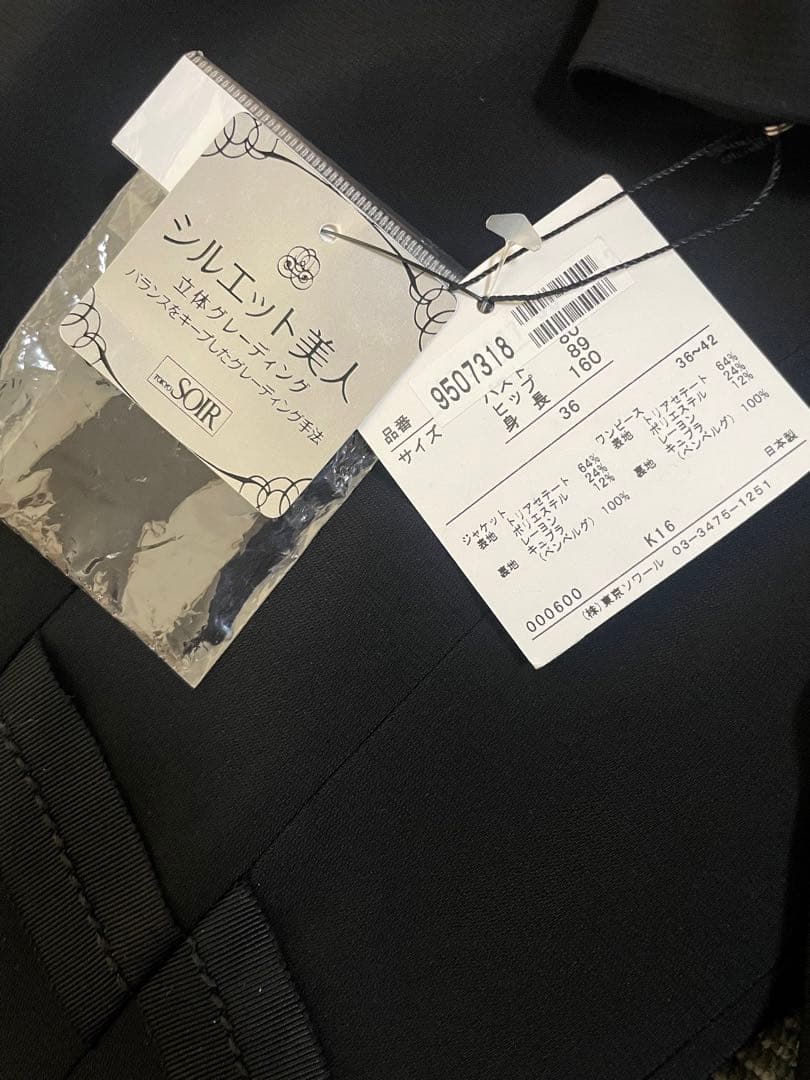 シルエット美人
立体グレーディング
バランスをキープしたグレーディング手法
TOKYO SOIR
品番 9507318
サイズ バスト
ヒップ 89
身長 160
36 36~42
ジャケット
表地 トリアセテート 64%
ポリエステル 24%
レーヨン 12%
裏地 キュプラ 100%
(ベンベルグ)
ワンピース
表地 トリアセテート 64%
ポリエステル 24%
レーヨン 12%
裏地 キュプラ 100%
(ベンベルグ)
日本製
K16
000600
(株)東京ソワール 03-3475-1251